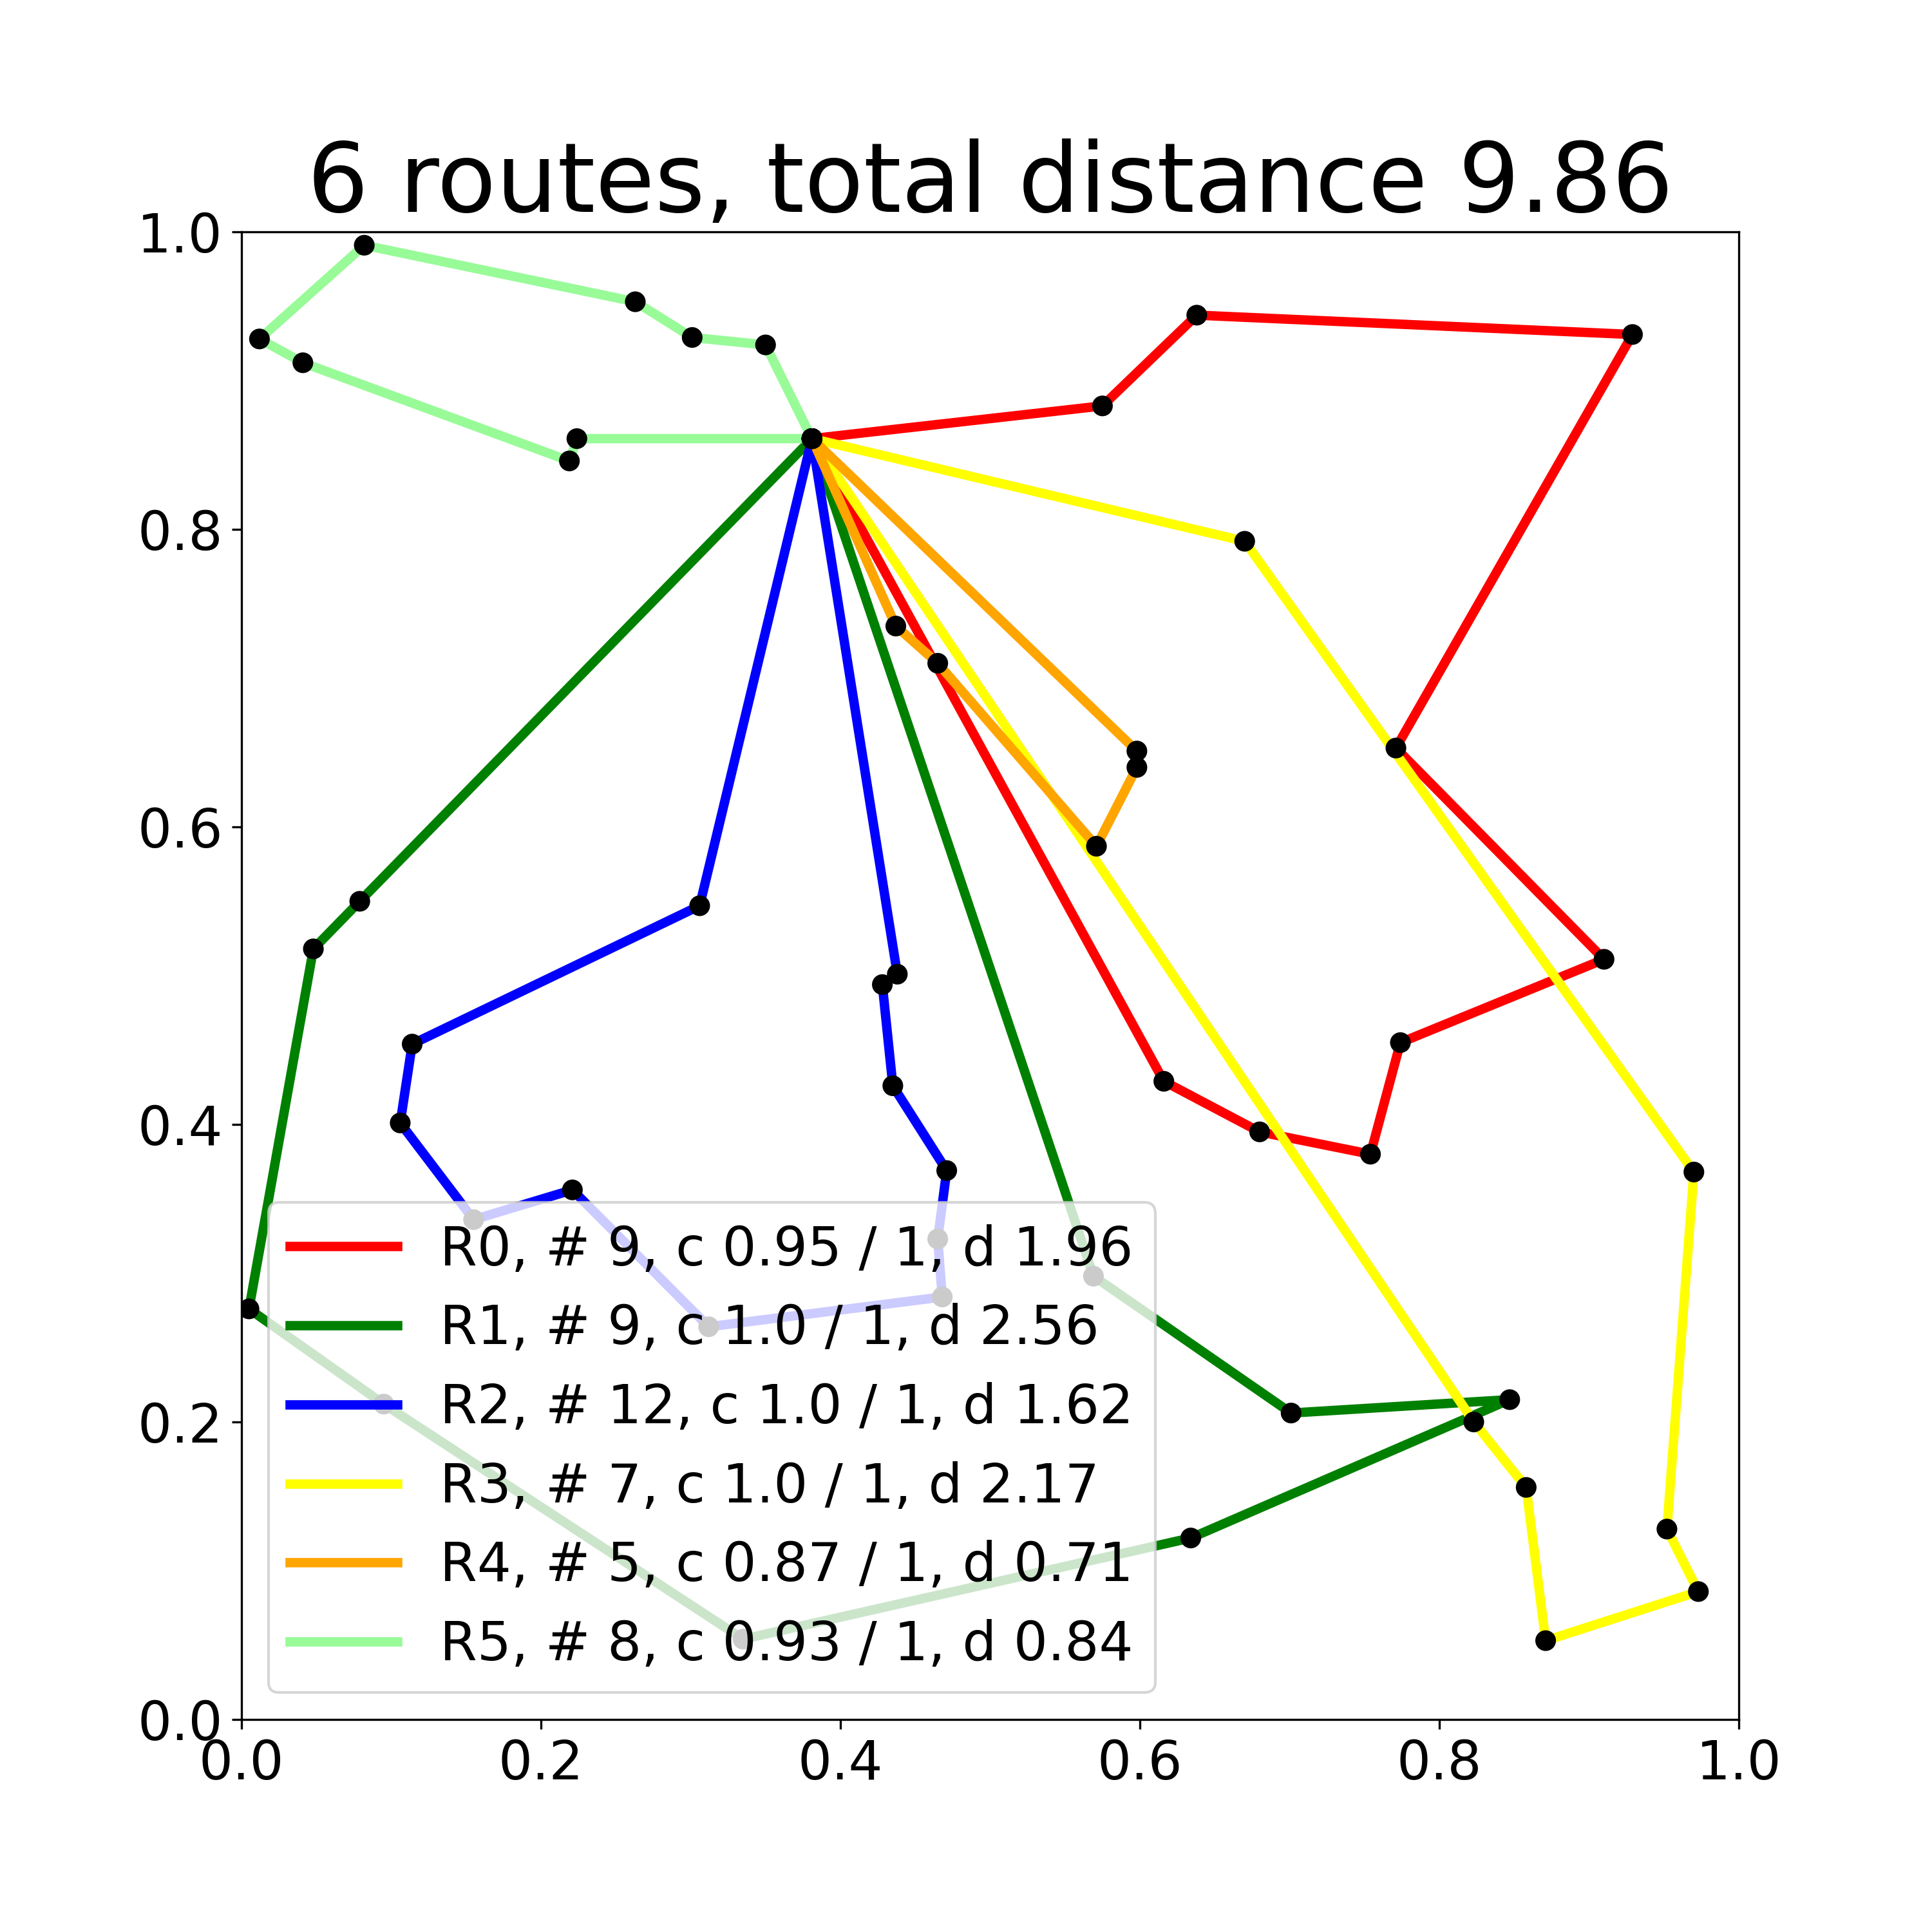 6 routes, total distance 9.86
1.0
0.8
0.6
0.4
0.2
0.0
R0, # 9, c 0.95 / 1, d 1.96
R1, # 9, c 1.0 / 1, d 2.56
R2, # 12, c 1.0 / 1, d 1.62
R3, # 7, c 1.0 / 1, d 2.17
R4, # 5, c 0.87 / 1, d 0.71
R5, # 8, c 0.93 / 1, d 0.84
0.0 0.2 0.4 0.6 0.8 1.0